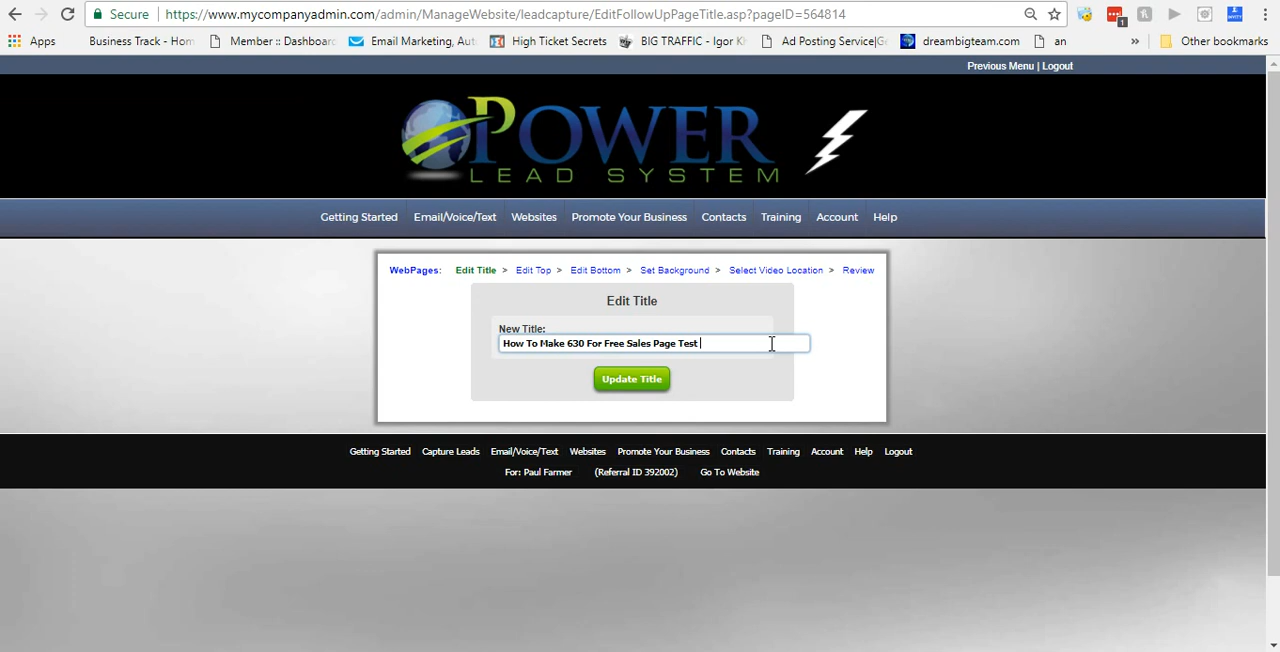 Secure https://www.mycompanyadmin.com/admin/ManageWebsite/leadcapture/EditFollowUpPageTitle.asp?pageID=564814
1
Apps Business Track - Hom Member :: Dashboard Email Marketing, Aut High Ticket Secrets BIG TRAFFIC - Igor K Ad Posting Service|G dreambigteam.com an » Other bookmarks
Previous Menu | Logout
POWER
LEAD SYSTEM
Getting Started Email/Voice/Text Websites Promote Your Business Contacts Training Account Help
WebPages: Edit Title > Edit Top > Edit Bottom > Set Background > Select Video Location > Review
Edit Title
New Title:
How To Make 630 For Free Sales Page Test
Update Title
Getting Started Capture Leads Email/Voice/Text Websites Promote Your Business Contacts Training Account Help Logout
For: Paul Farmer (Referral ID 392002) Go To Website